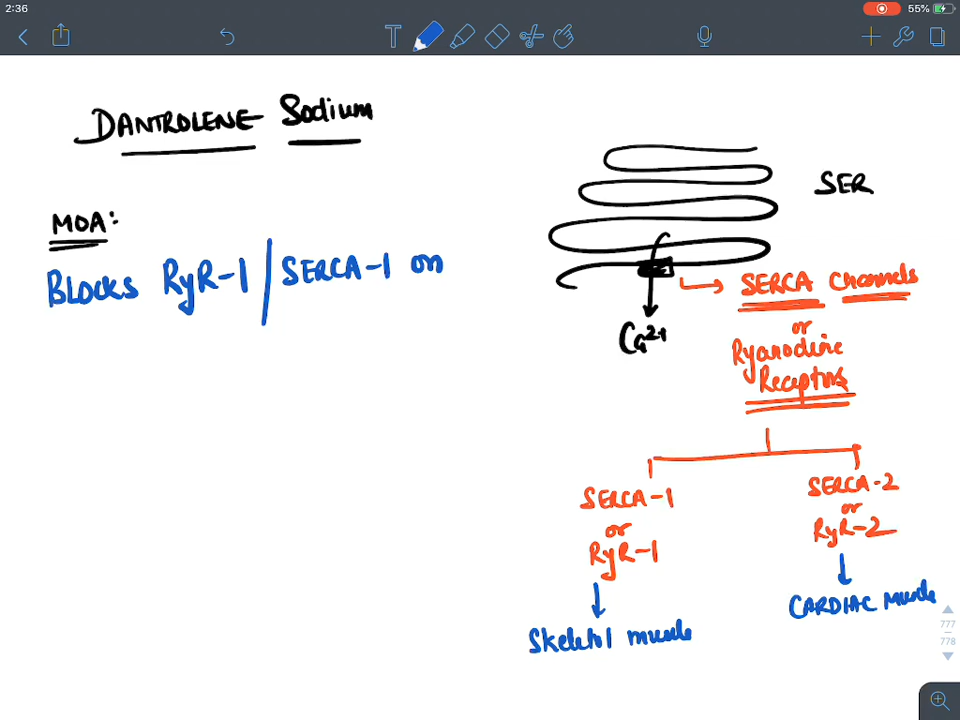 2:36
55%
T
DANTROLENE Sodium
SER
MOA:
Blocks RyR-1 / SERCA-1 on
Ca2+
SERCA Channels
or
Ryanodine
Receptors
SERCA-1
or
RyR-1
Skeletal muscle
SERCA-2
or
RyR-2
CARDIAC muscle
777
778